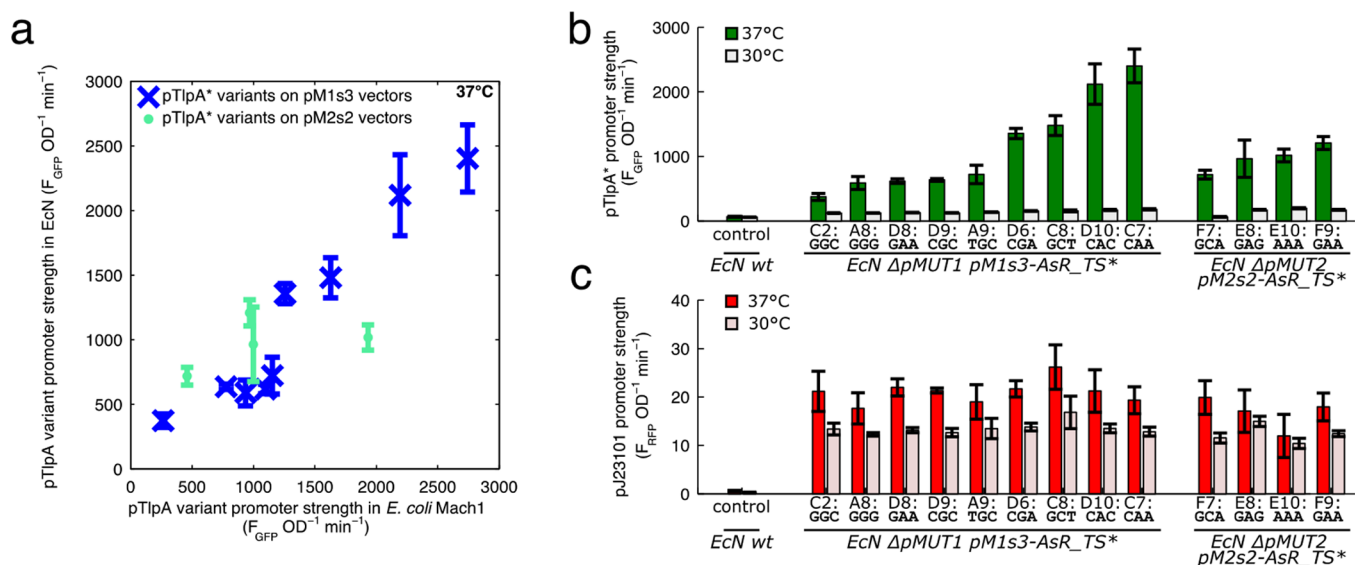 a
pTlpA variant promoter strength in EcN (F_GFP OD⁻¹ min⁻¹)
3000
2500
2000
1500
1000
500
0
37°C
pTlpA* variants on pM1s3 vectors
pTlpA* variants on pM2s2 vectors
0 500 1000 1500 2000 2500 3000
pTlpA variant promoter strength in E. coli Mach1
(F_GFP OD⁻¹ min⁻¹)
b
pTlpA* promoter strength
(F_GFP OD⁻¹ min⁻¹)
3000
2000
1000
0
37°C
30°C
control C2: A8: D8: D9: A9: D6: C8: D10: C7: F7: E8: E10: F9:
GGC GGG GAA CGC TGC CGA GCT CAC CAA GCA GAG AAA GAA
EcN wt EcN ΔpMUT1 pM1s3-AsR_TS* EcN ΔpMUT2
pM2s2-AsR_TS*
c
pJ23101 promoter strength
(F_RFP OD⁻¹ min⁻¹)
40
30
20
10
0
37°C
30°C
control C2: A8: D8: D9: A9: D6: C8: D10: C7: F7: E8: E10: F9:
GGC GGG GAA CGC TGC CGA GCT CAC CAA GCA GAG AAA GAA
EcN wt EcN ΔpMUT1 pM1s3-AsR_TS* EcN ΔpMUT2
pM2s2-AsR_TS*